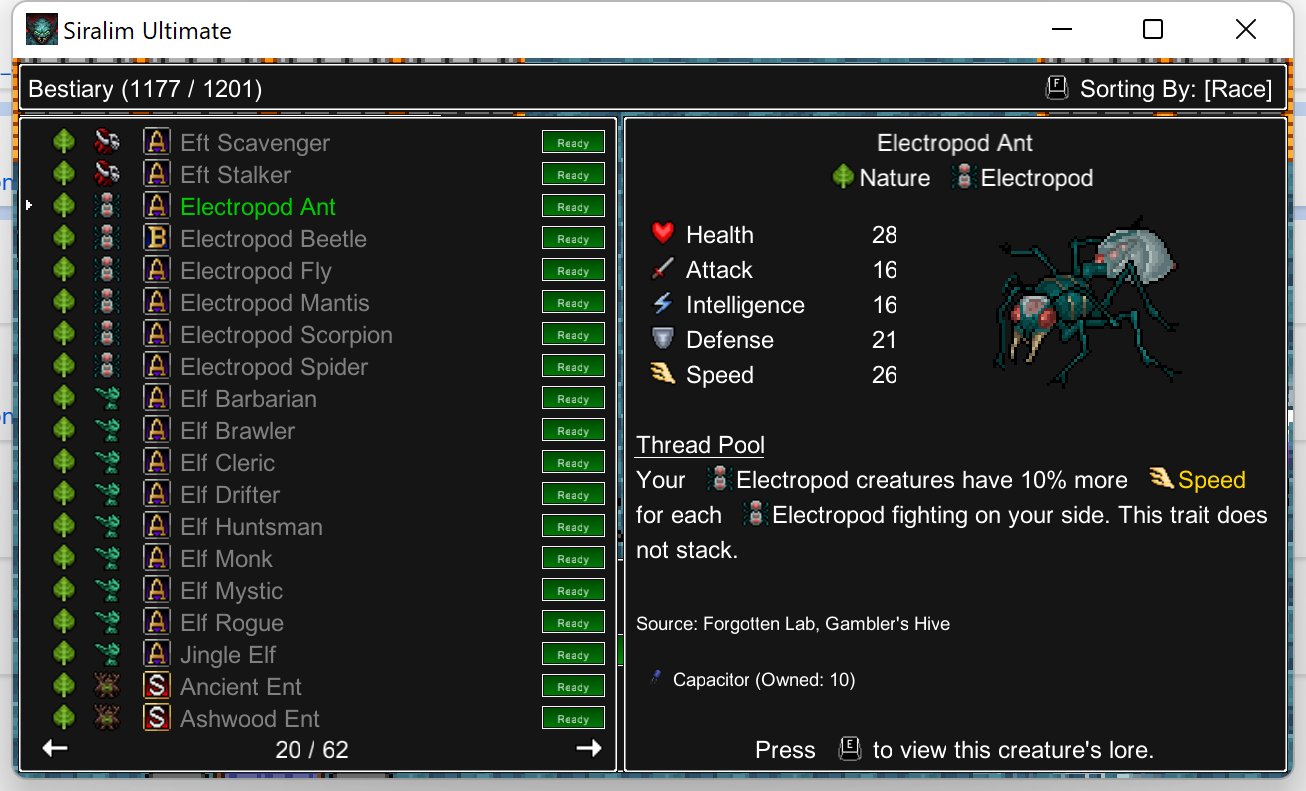 Siralim Ultimate
Bestiary (1177 / 1201)
F Sorting By: [Race]
A Eft Scavenger Ready
A Eft Stalker Ready
A Electropod Ant Ready
B Electropod Beetle Ready
A Electropod Fly Ready
A Electropod Mantis Ready
A Electropod Scorpion Ready
A Electropod Spider Ready
A Elf Barbarian Ready
A Elf Brawler Ready
A Elf Cleric Ready
A Elf Drifter Ready
A Elf Huntsman Ready
A Elf Monk Ready
A Elf Mystic Ready
A Elf Rogue Ready
A Jingle Elf Ready
S Ancient Ent Ready
S Ashwood Ent Ready
20 / 62
Electropod Ant
Nature Electropod
Health 28
Attack 16
Intelligence 16
Defense 21
Speed 26
Thread Pool
Your Electropod creatures have 10% more Speed
for each Electropod fighting on your side. This trait does
not stack.
Source: Forgotten Lab, Gambler's Hive
Capacitor (Owned: 10)
Press E to view this creature's lore.